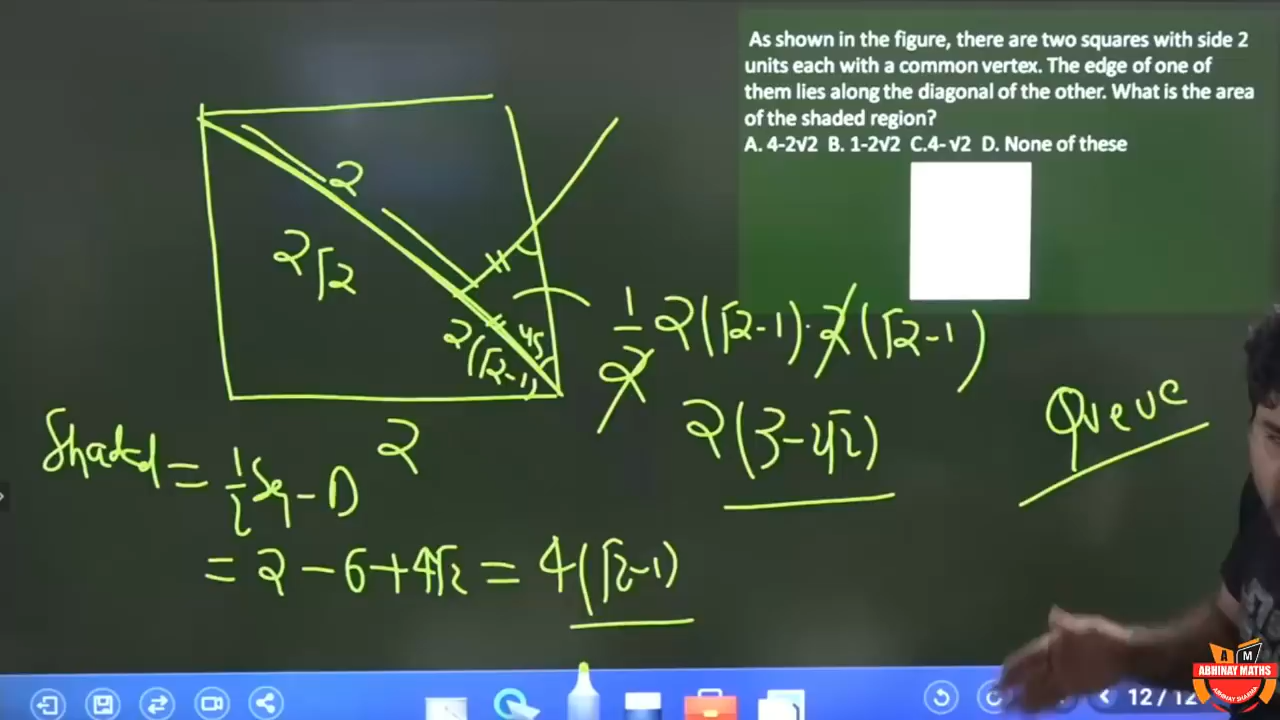 As shown in the figure, there are two squares with side 2
units each with a common vertex. The edge of one of
them lies along the diagonal of the other. What is the area
of the shaded region?
A. 4-2√2 B. 1-2√2 C.4- √2 D. None of these
2
2√2
2(√2-1)
45
2
1/2 2(√2-1)·2(√2-1)
2(3-2√2)
Queue
Shaded = 1/2 Sq - D
= 2 - 6 + 4√2 = 4(√2-1)
12 / 12
A M
ABHINAY MATHS
ABHINAY SHARMA